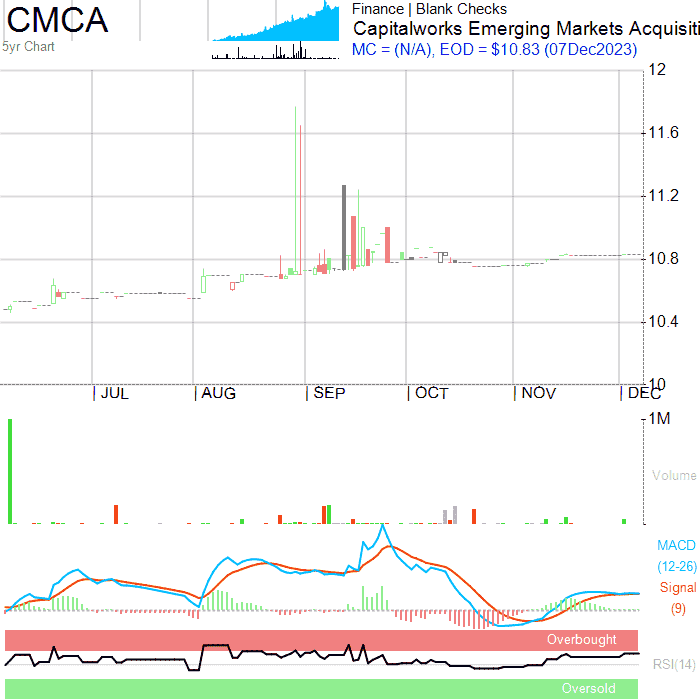 CMCA
5yr Chart
Finance | Blank Checks
Capitalworks Emerging Markets Acquisiti
MC = (N/A), EOD = $10.83 (07Dec2023)
12
11.6
11.2
10.8
10.4
10
JUL AUG SEP OCT NOV DEC
1M
Volume
MACD
(12-26)
Signal
(9)
Overbought
RSI(14)
Oversold